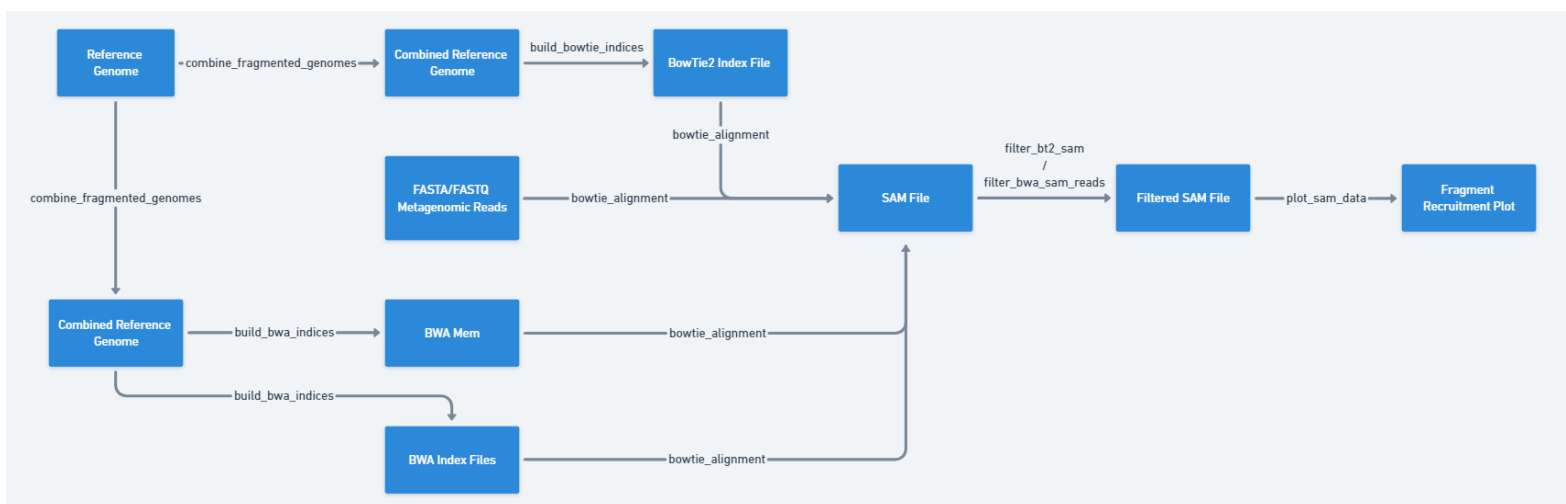 Reference
Genome
combine_fragmented_genomes
Combined Reference
Genome
build_bowtie_indices
BowTie2 Index File
bowtie_alignment
combine_fragmented_genomes
FASTA/FASTQ
Metagenomic Reads
bowtie_alignment
SAM File
filter_bt2_sam
/
filter_bwa_sam_reads
Filtered SAM File
plot_sam_data
Fragment
Recruitment Plot
Combined Reference
Genome
build_bwa_indices
BWA Mem
bowtie_alignment
build_bwa_indices
BWA Index Files
bowtie_alignment